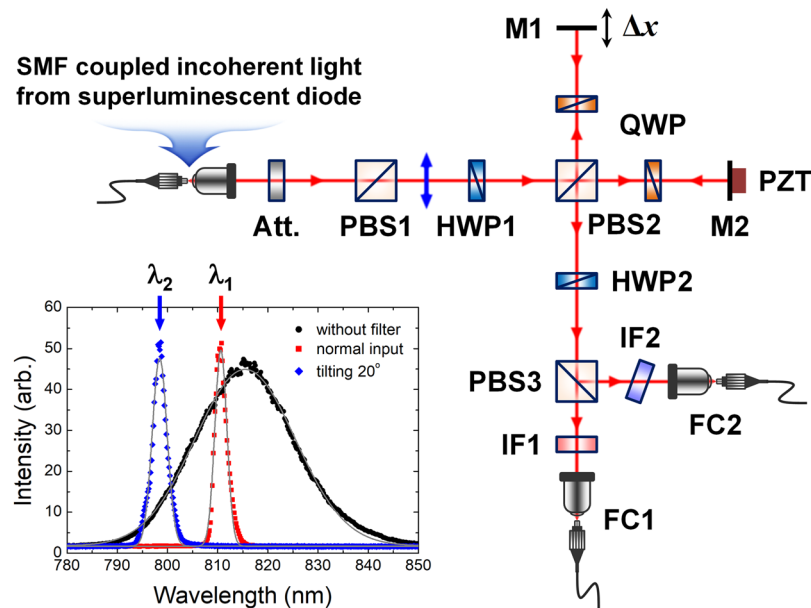 M1
Δx
SMF coupled incoherent light
from superluminescent diode
QWP
PZT
Att.
PBS1
HWP1
PBS2
M2
HWP2
IF2
PBS3
FC2
IF1
FC1
λ2
λ1
without filter
normal input
tilting 20°
Intensity (arb.)
60
50
40
30
20
10
0
780 790 800 810 820 830 840 850
Wavelength (nm)